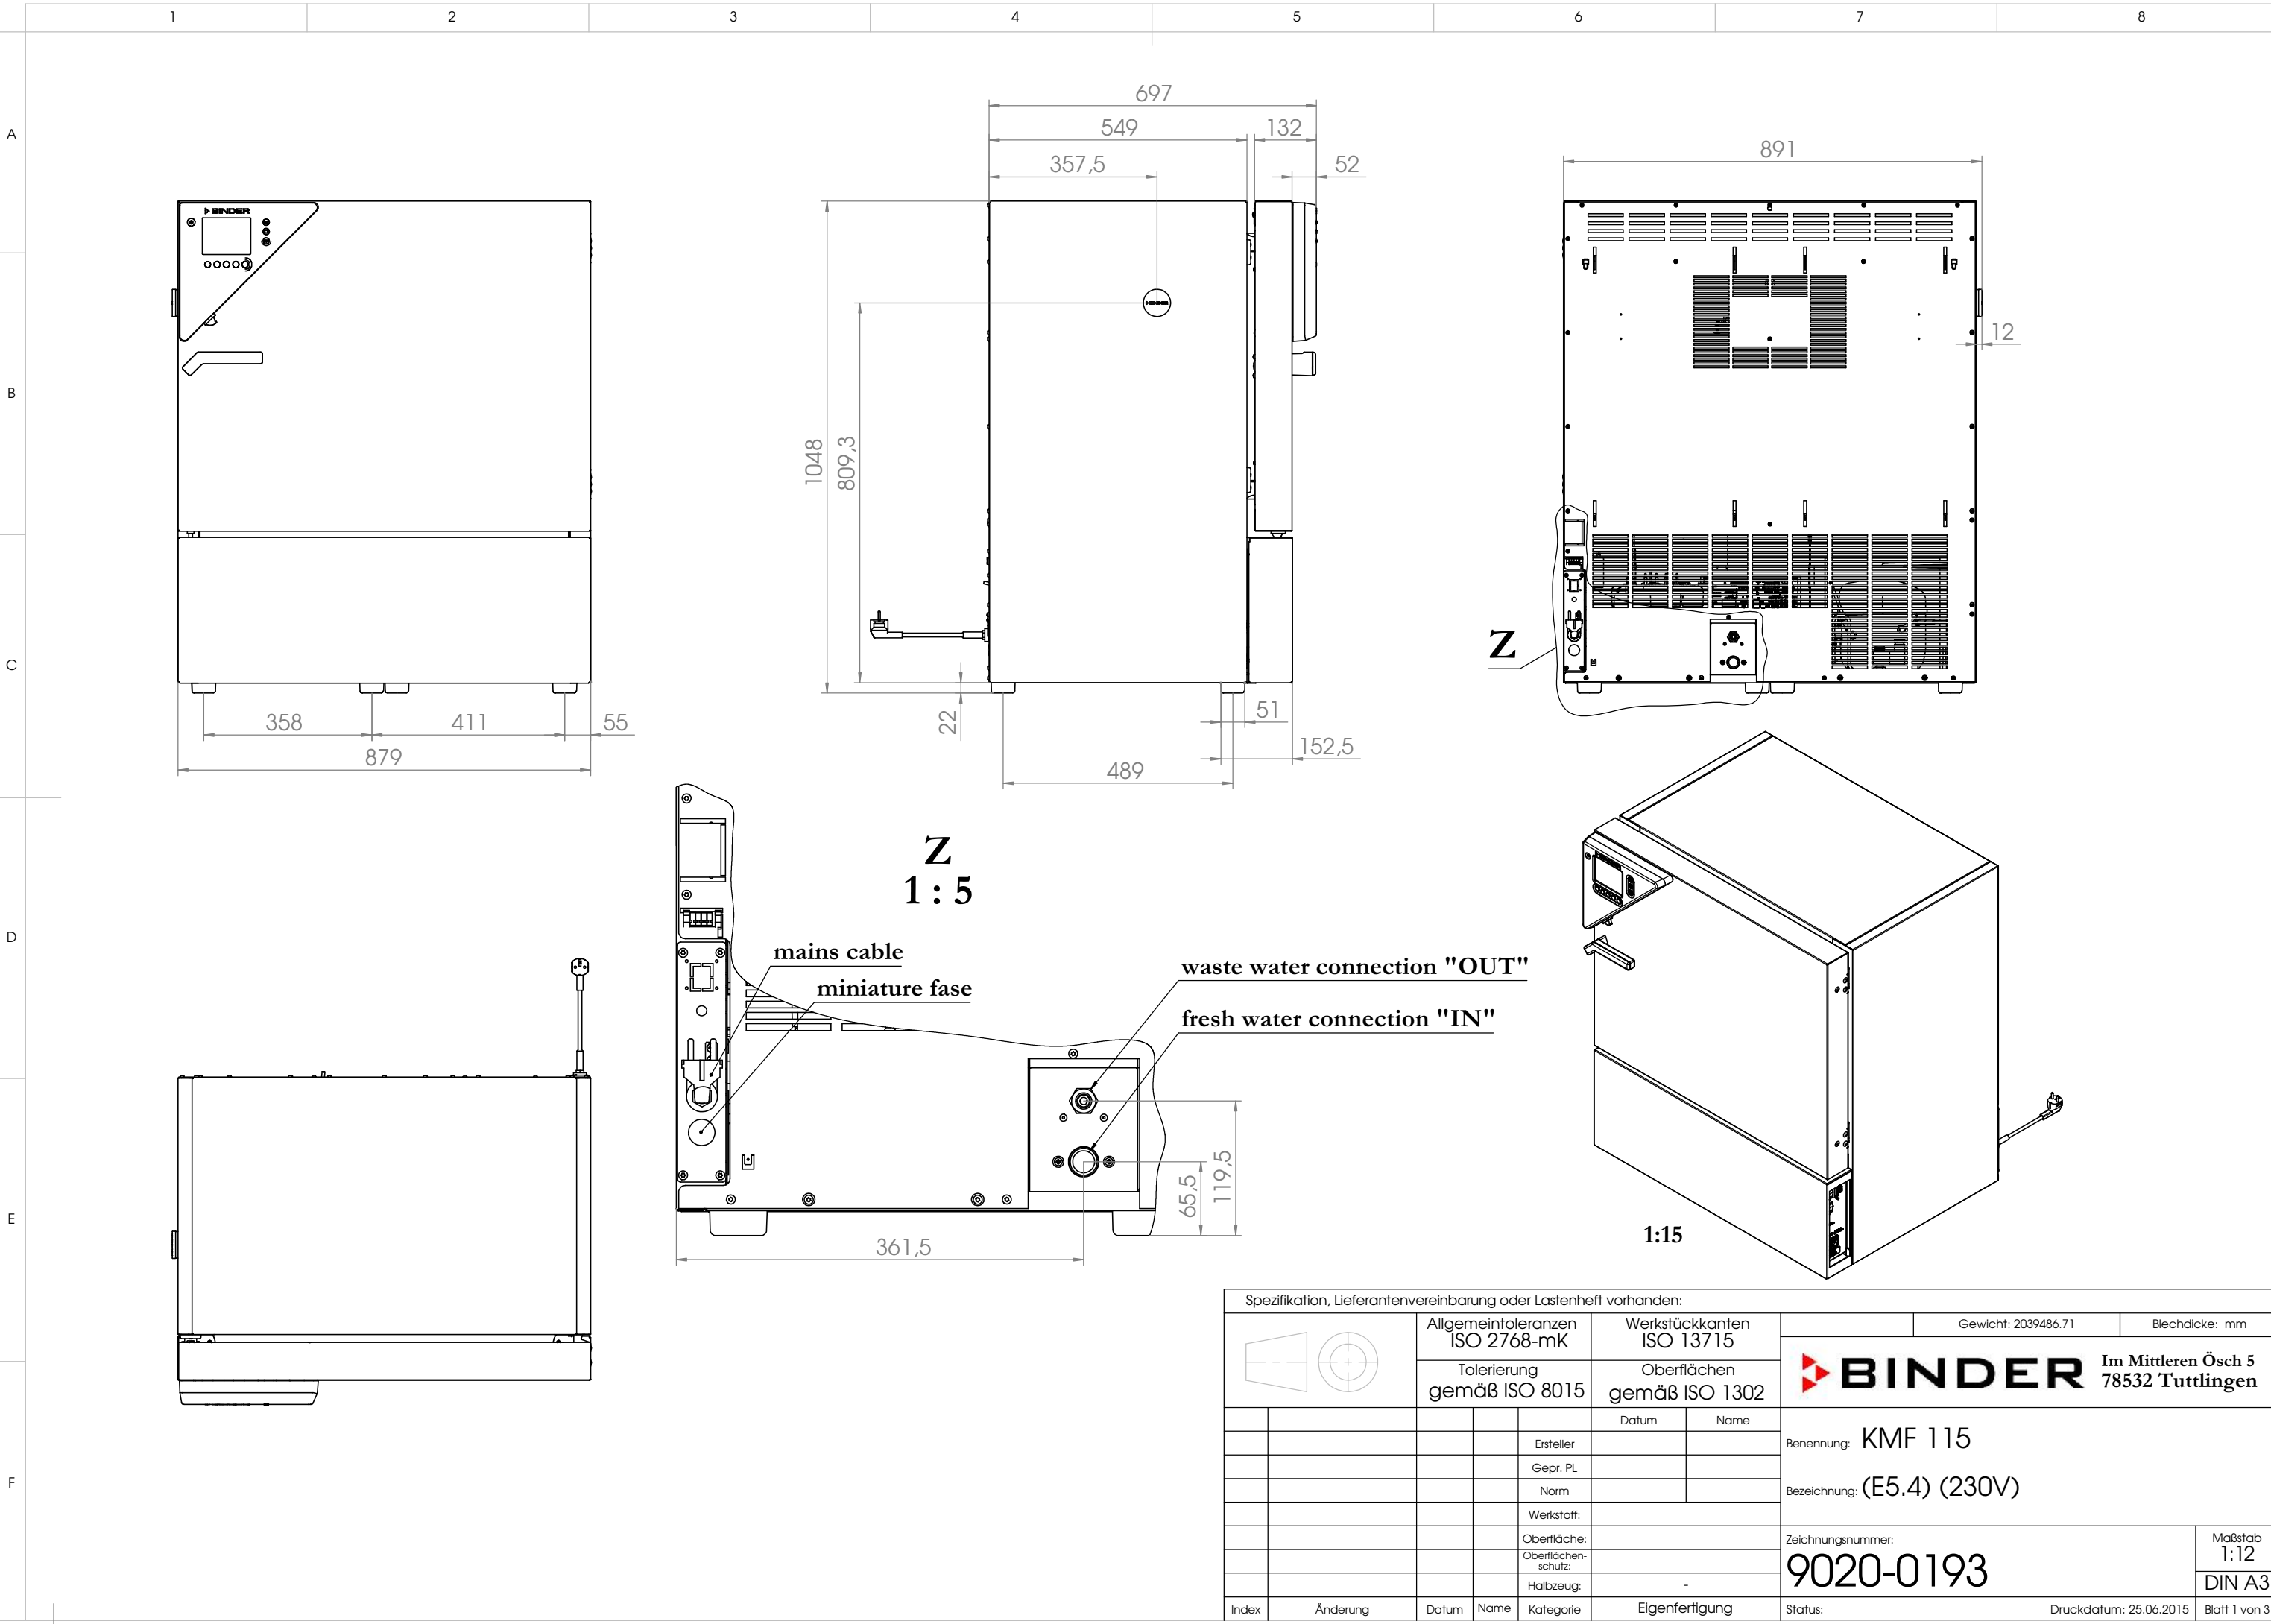 1 2 3 4 5 6 7 8
A
B
C
D
E
F
BINDER
358
411
55
879
697
549
132
357,5
52
1048
809,3
22
51
152,5
489
891
12
Z
Z
1 : 5
mains cable
miniature fase
waste water connection "OUT"
fresh water connection "IN"
65,5
119,5
361,5
1:15
Spezifikation, Lieferantenvereinbarung oder Lastenheft vorhanden:
Allgemeintoleranzen
ISO 2768-mK
Werkstückkanten
ISO 13715
Tolerierung
gemäß ISO 8015
Oberflächen
gemäß ISO 1302
Gewicht: 2039486.71
Blechdicke: mm
BINDER
Im Mittleren Ösch 5
78532 Tuttlingen
Datum Name
Ersteller
Gepr. PL
Norm
Werkstoff:
Oberfläche:
Oberflächen-
schutz:
Halbzeug: -
Index Änderung Datum Name Kategorie Eigenfertigung
Benennung: KMF 115
Bezeichnung: (E5.4) (230V)
Zeichnungsnummer:
9020-0193
Maßstab
1:12
DIN A3
Status: Druckdatum: 25.06.2015 Blatt 1 von 3